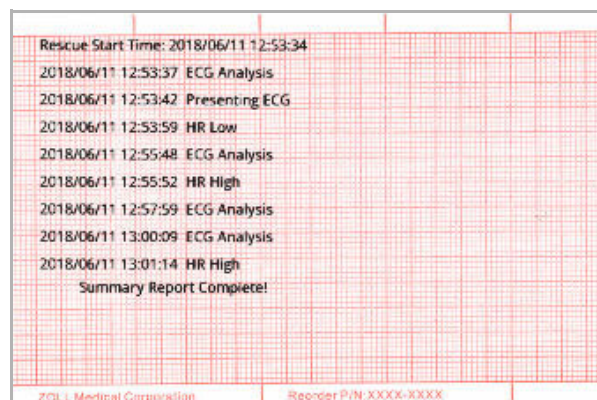 Rescue Start Time: 2018/06/11 12:53:34
2018/06/11 12:53:37 ECG Analysis
2018/06/11 12:53:42 Presenting ECG
2018/06/11 12:53:59 HR Low
2018/06/11 12:55:48 ECG Analysis
2018/06/11 12:55:52 HR High
2018/06/11 12:57:59 ECG Analysis
2018/06/11 13:00:09 ECG Analysis
2018/06/11 13:01:14 HR High
Summary Report Complete!
ZOLL Medical Corporation Reorder P/N:XXXX-XXXX